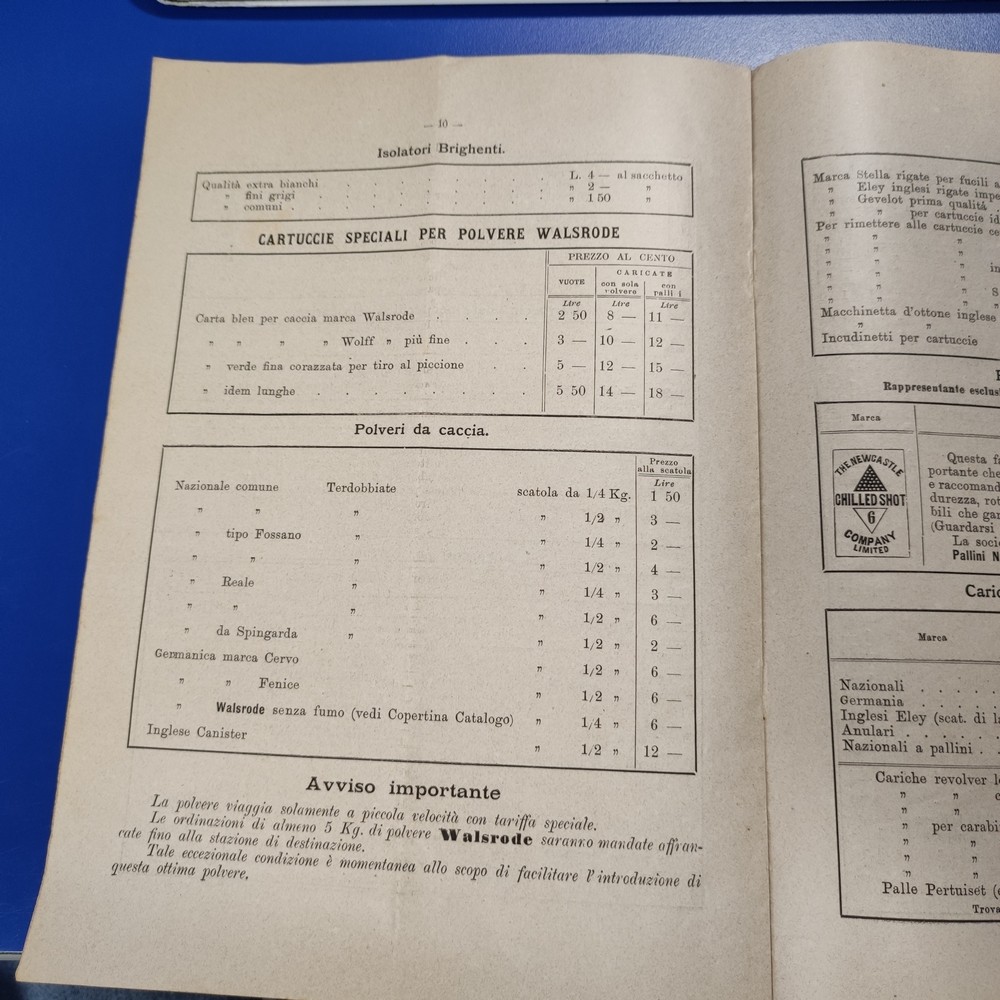 — 10 —
Isolatori Brighenti.
Qualità extra bianchi . . . . . . . L. 4 — al sacchetto
„ fini grigi . . . . . . . . „ 2 — „
„ comuni . . . . . . . . „ 1 50 „
CARTUCCIE SPECIALI PER POLVERE WALSRODE
PREZZO AL CENTO
VUOTE
CARICATE
con sola polvere
con palli i
Lire Lire Lire
Carta bleu per caccia marca Walsrode . . . . 2 50 8 — 11 —
„ „ „ „ Wolff „ più fine . . . 3 — 10 — 12 —
„ verde fina corazzata per tiro al piccione . . 5 — 12 — 15 —
„ idem lunghe . . . . . . . . . 5 50 14 — 18 —
Polveri da caccia.
Prezzo
alla scatola
Lire
Nazionale comune Terdobbiate scatola da 1/4 Kg. 1 50
„ „ „ „ 1/2 „ 3 —
„ tipo Fossano „ „ 1/4 „ 2 —
„ „ „ „ 1/2 „ 4 —
„ Reale „ „ 1/4 „ 3 —
„ „ „ „ 1/2 „ 6 —
„ da Spingarda „ „ 1/2 „ 2 —
Germanica marca Cervo „ 1/2 „ 6 —
„ „ Fenice „ 1/2 „ 6 —
„ Walsrode senza fumo (vedi Copertina Catalogo) „ 1/4 „ 6 —
Inglese Canister „ 1/2 „ 12 —
Avviso importante
La polvere viaggia solamente a piccola velocità con tariffa speciale.
Le ordinazioni di almeno 5 Kg. di polvere Walsrode saranno mandate affran-
cate fino alla stazione di destinazione.
Tale eccezionale condizione è momentanea allo scopo di facilitare l'introduzione di
questa ottima polvere.
Marca Stella rigate per fucili a
„ Eley inglesi rigate impe
„ Gevelot prima qualità .
„ „ per cartuccie id
Per rimettere alle cartuccie ce
„ „ „
„ „ „
„ „ „ in
„ „ „
„ „ „ S
„ „ „ „
Macchinetta d'ottone inglese
„ „
Incudinetti per cartuccie
Rappresentante esclus
Marca
THE NEWCASTLE
CHILLED SHOT
6
COMPANY
LIMITED
Questa f
portante che
e raccomand
durezza, rot
bili che gar
(Guardarsi
La soci
Pallini N
Caric
Marca
Nazionali . . . . .
Germania . . . . .
Inglesi Eley (scat. di l
Anulari . . . . . .
Nazionali a pallini . .
Cariche revolver l
„ „ c
„ „
„ per carabi
„ „
„ „
„ „
Palle Pertuiset (
Trova